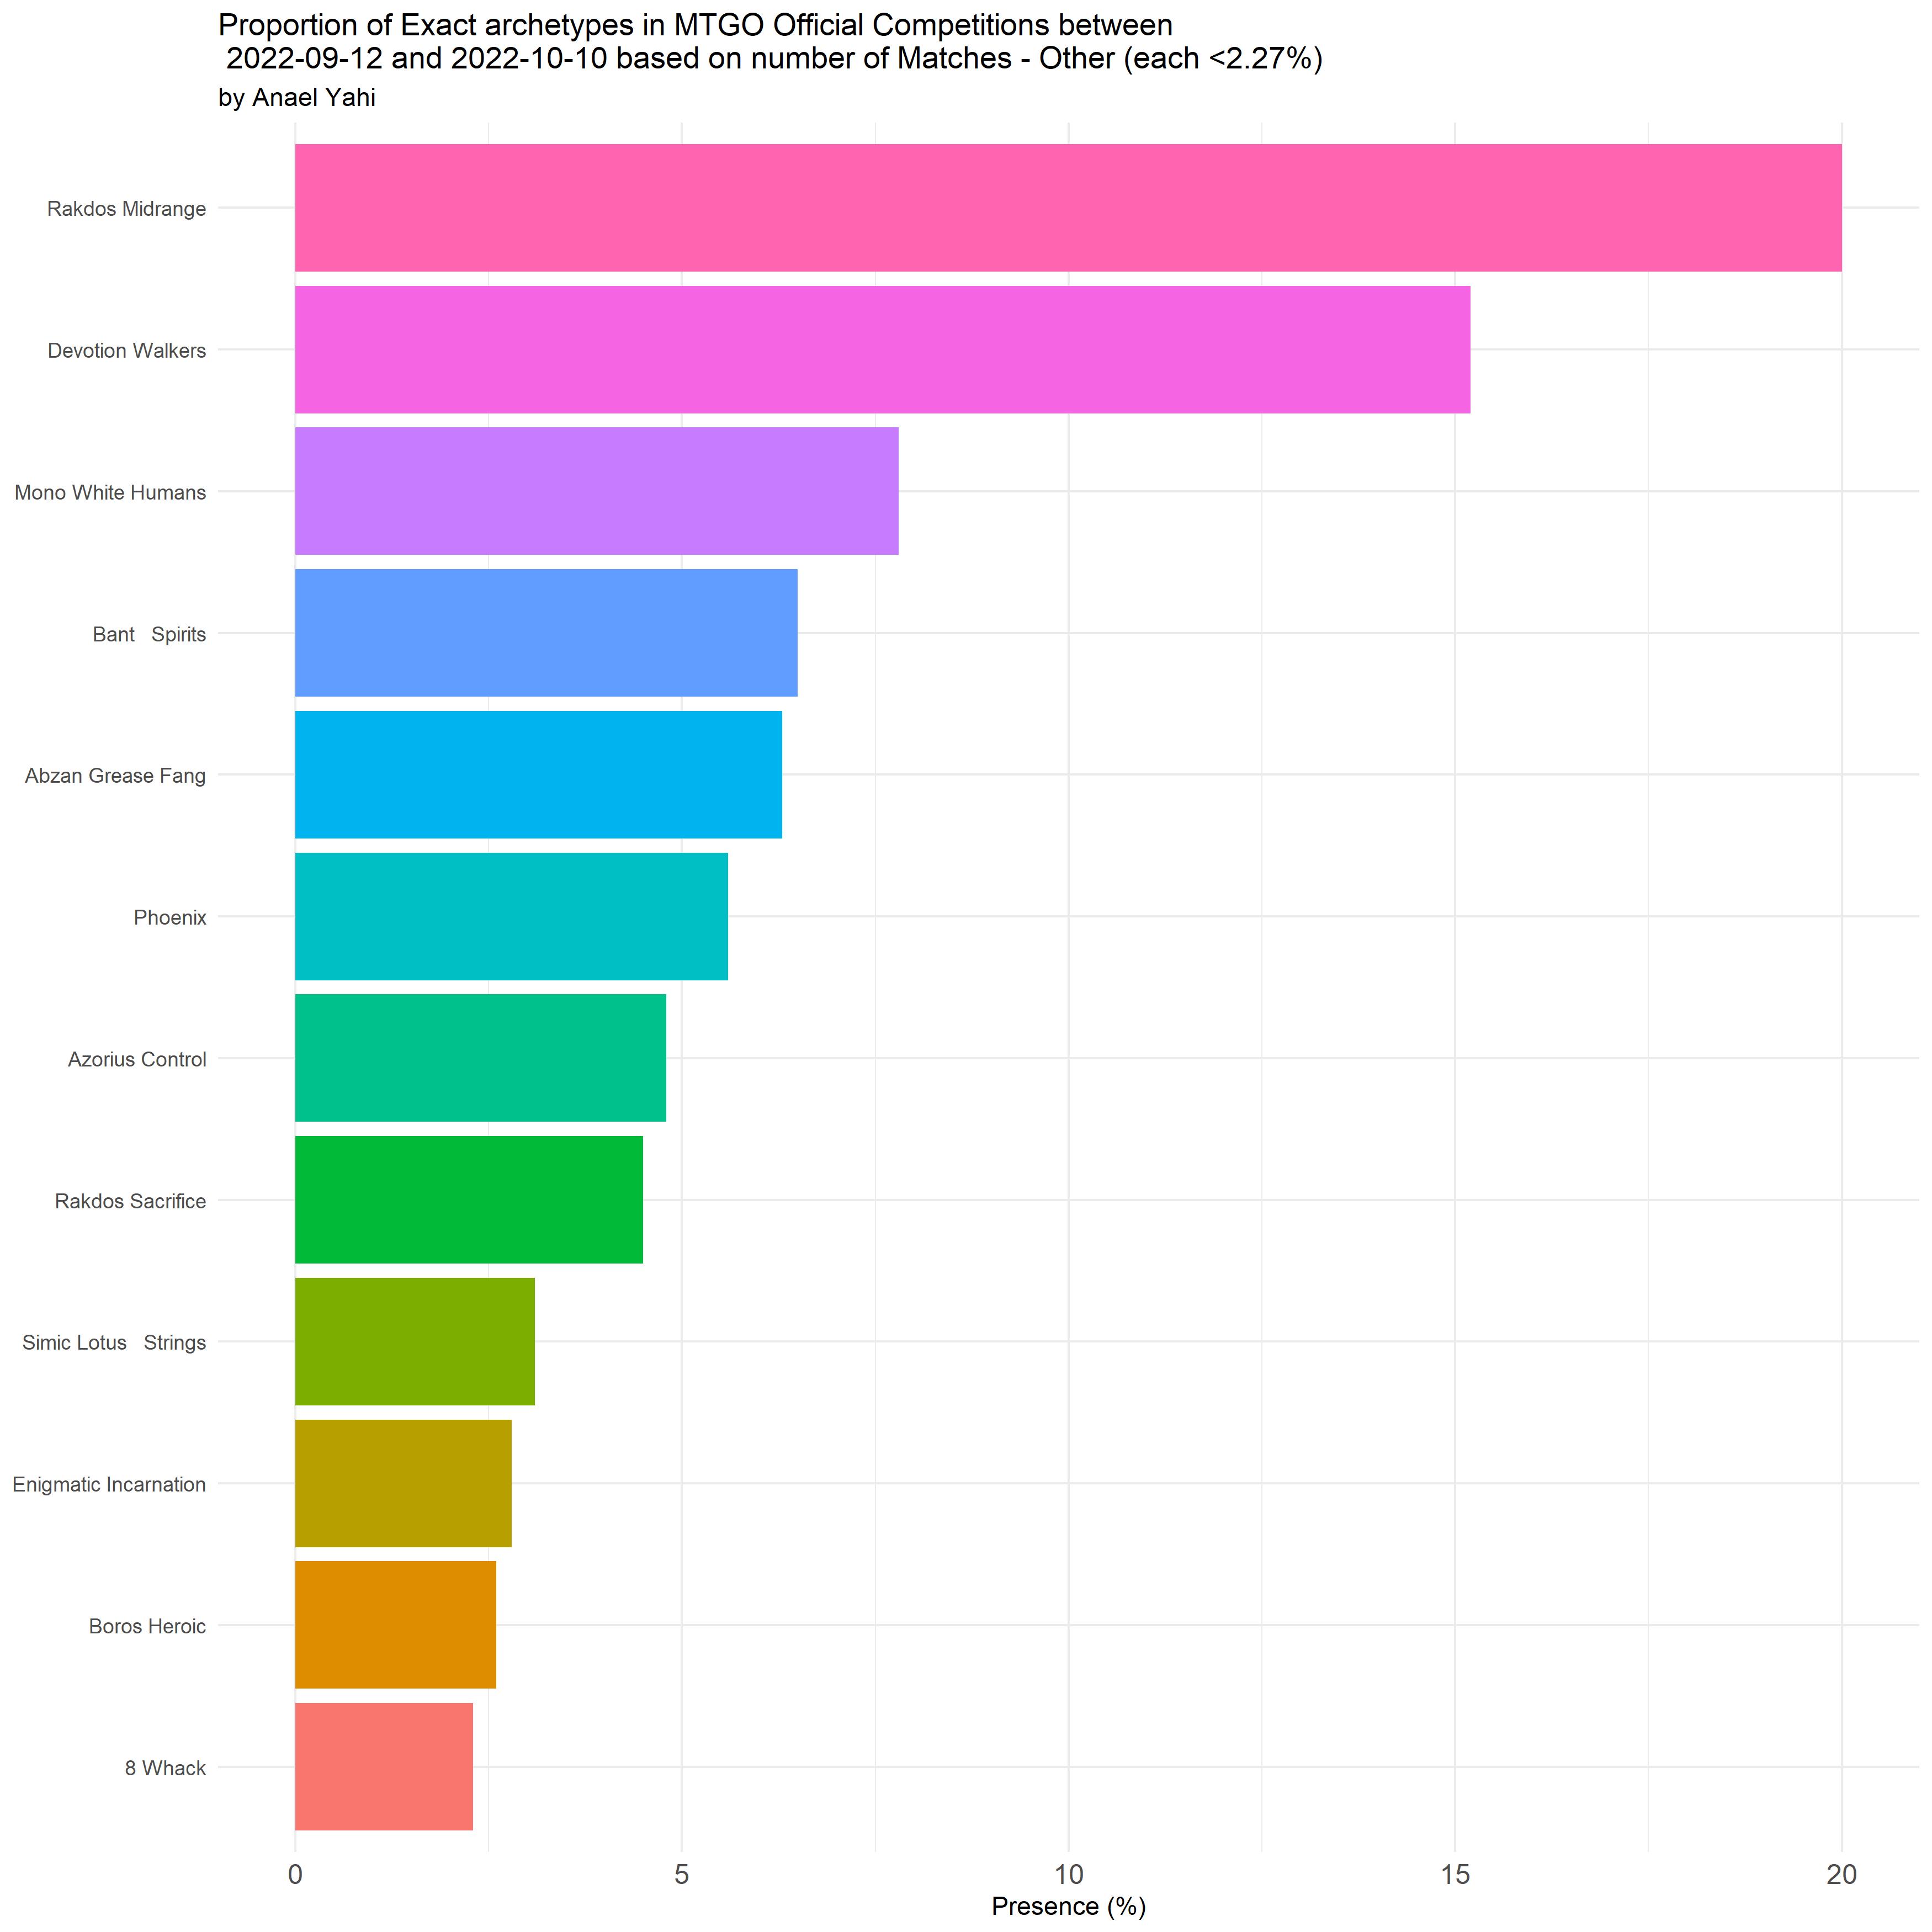 Proportion of Exact archetypes in MTGO Official Competitions between
2022-09-12 and 2022-10-10 based on number of Matches - Other (each <2.27%)
by Anael Yahi
Rakdos Midrange
Devotion Walkers
Mono White Humans
Bant   Spirits
Abzan Grease Fang
Phoenix
Azorius Control
Rakdos Sacrifice
Simic Lotus   Strings
Enigmatic Incarnation
Boros Heroic
8 Whack
0 5 10 15 20
Presence (%)